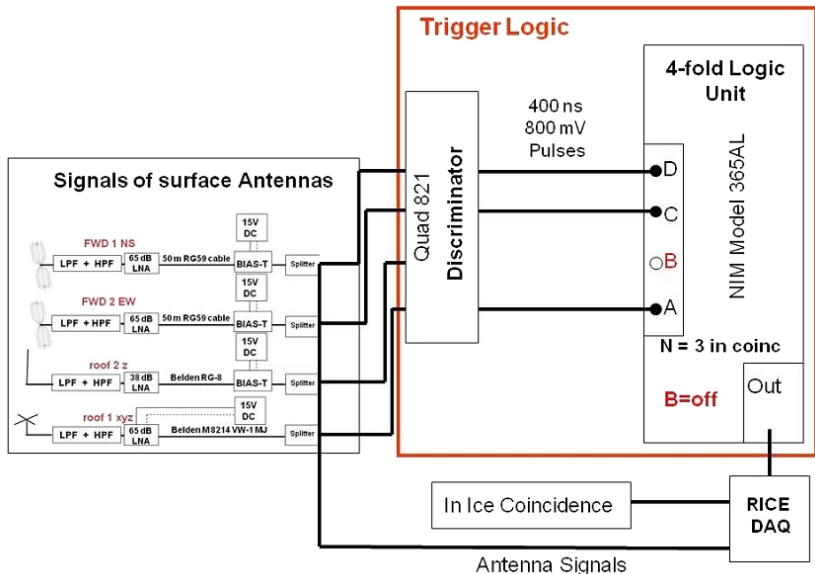 Trigger Logic
4-fold Logic
Unit
400 ns
800 mV
Pulses
Quad 821
Discriminator
NIM Model 365AL
D
C
B
A
N = 3 in coinc
B=off
Out
Signals of surface Antennas
15V
DC
FWD 1 NS
LPF + HPF
65 dB
LNA
50 m RG59 cable
BIAS-T
Splitter
15V
DC
FWD 2 EW
LPF + HPF
65 dB
LNA
50 m RG59 cable
BIAS-T
Splitter
15V
DC
roof 2 z
LPF + HPF
38 dB
LNA
Belden RG-8
BIAS-T
Splitter
15V
DC
roof 1 xyz
LPF + HPF
65 dB
LNA
Belden M8214 VW-1 MJ
Splitter
In Ice Coincidence
RICE
DAQ
Antenna Signals